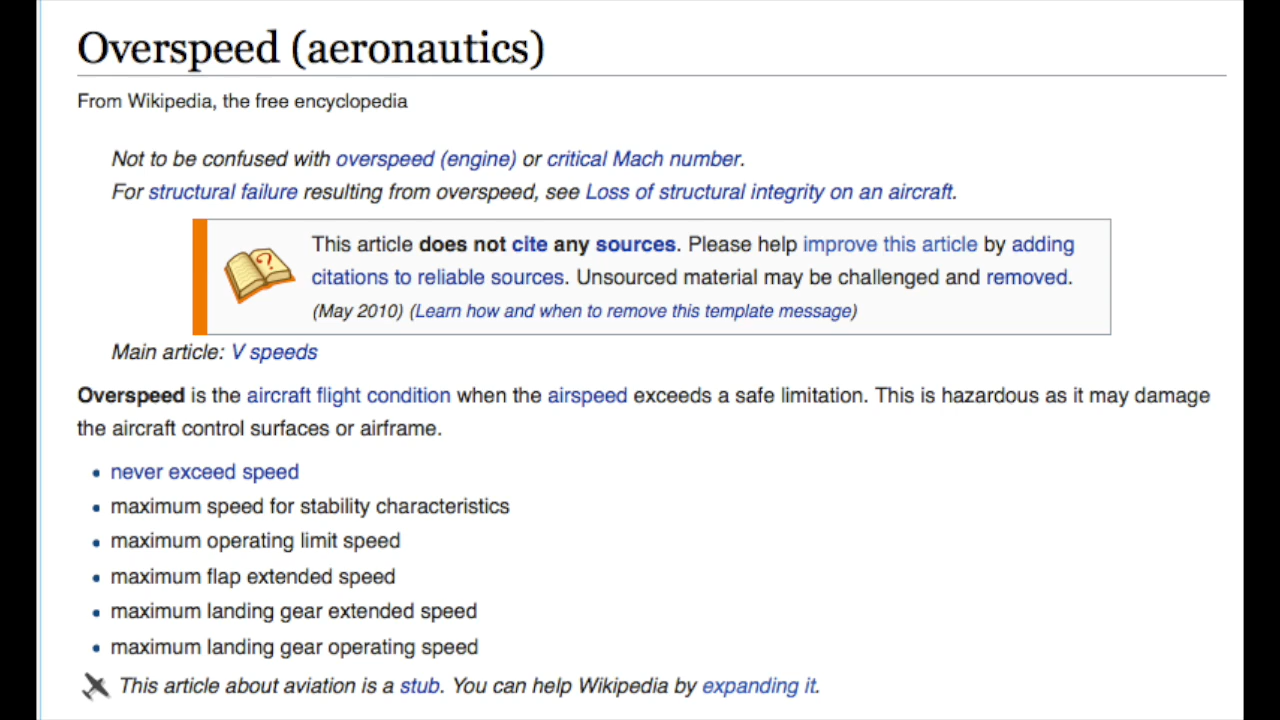 Overspeed (aeronautics)
From Wikipedia, the free encyclopedia
Not to be confused with overspeed (engine) or critical Mach number.
For structural failure resulting from overspeed, see Loss of structural integrity on an aircraft.
This article does not cite any sources. Please help improve this article by adding
citations to reliable sources. Unsourced material may be challenged and removed.
(May 2010) (Learn how and when to remove this template message)
Main article: V speeds
Overspeed is the aircraft flight condition when the airspeed exceeds a safe limitation. This is hazardous as it may damage
the aircraft control surfaces or airframe.
• never exceed speed
• maximum speed for stability characteristics
• maximum operating limit speed
• maximum flap extended speed
• maximum landing gear extended speed
• maximum landing gear operating speed
This article about aviation is a stub. You can help Wikipedia by expanding it.